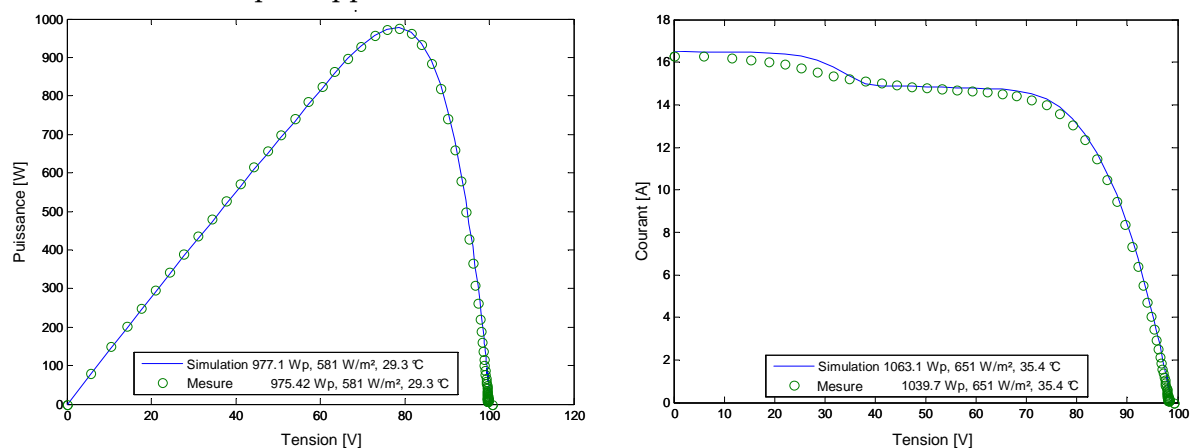 1000
900
800
700
600
500
400
300
200
100
0
Puissance [W]
0 20 40 60 80 100 120
Tension [V]
Simulation 977.1 Wp, 581 W/m², 29.3 °C
Mesure 975.42 Wp, 581 W/m², 29.3 °C
18
16
14
12
10
8
6
4
2
0
Courant [A]
0 10 20 30 40 50 60 70 80 90 100
Tension [V]
Simulation 1063.1 Wp, 651 W/m², 35.4 °C
Mesure 1039.7 Wp, 651 W/m², 35.4 °C